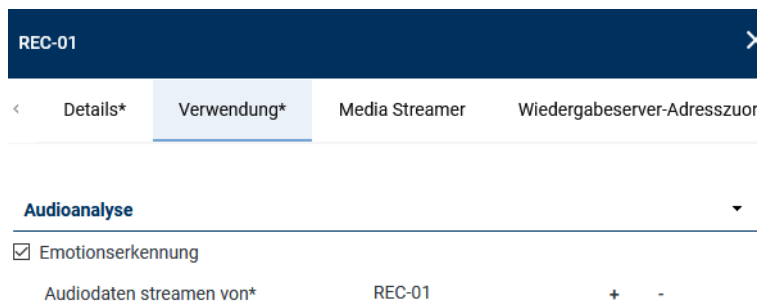 REC-01
Details* Verwendung* Media Streamer Wiedergabeserver-Adresszuor
Audioanalyse
Emotionserkennung
Audiodaten streamen von* REC-01 + -